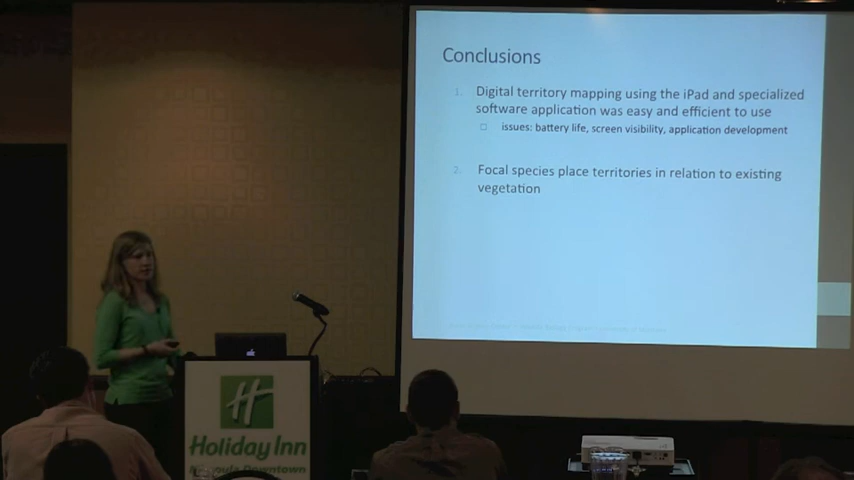 Conclusions
1. Digital territory mapping using the iPad and specialized
software application was easy and efficient to use
issues: battery life, screen visibility, application development
2. Focal species place territories in relation to existing
vegetation
H
Holiday Inn
Downtown